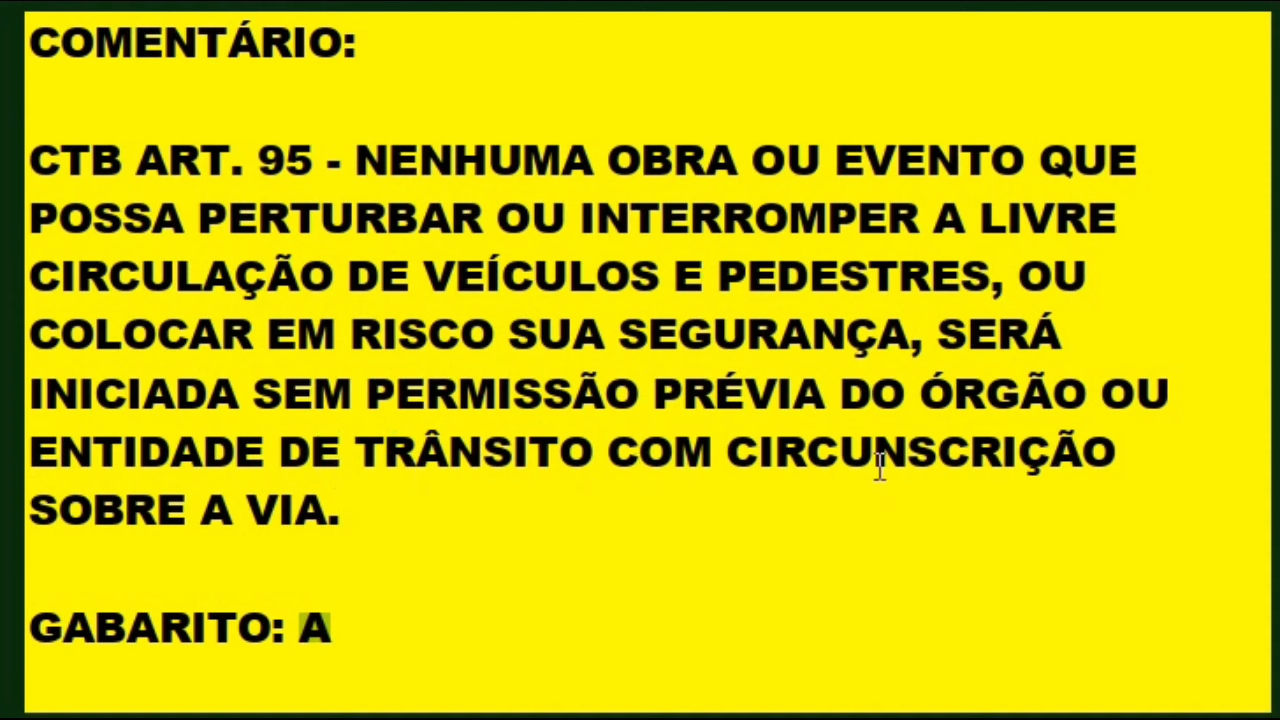 COMENTÁRIO:
CTB ART. 95 - NENHUMA OBRA OU EVENTO QUE
POSSA PERTURBAR OU INTERROMPER A LIVRE
CIRCULAÇÃO DE VEÍCULOS E PEDESTRES, OU
COLOCAR EM RISCO SUA SEGURANÇA, SERÁ
INICIADA SEM PERMISSÃO PRÉVIA DO ÓRGÃO OU
ENTIDADE DE TRÂNSITO COM CIRCUNSCRIÇÃO
SOBRE A VIA.
GABARITO: A